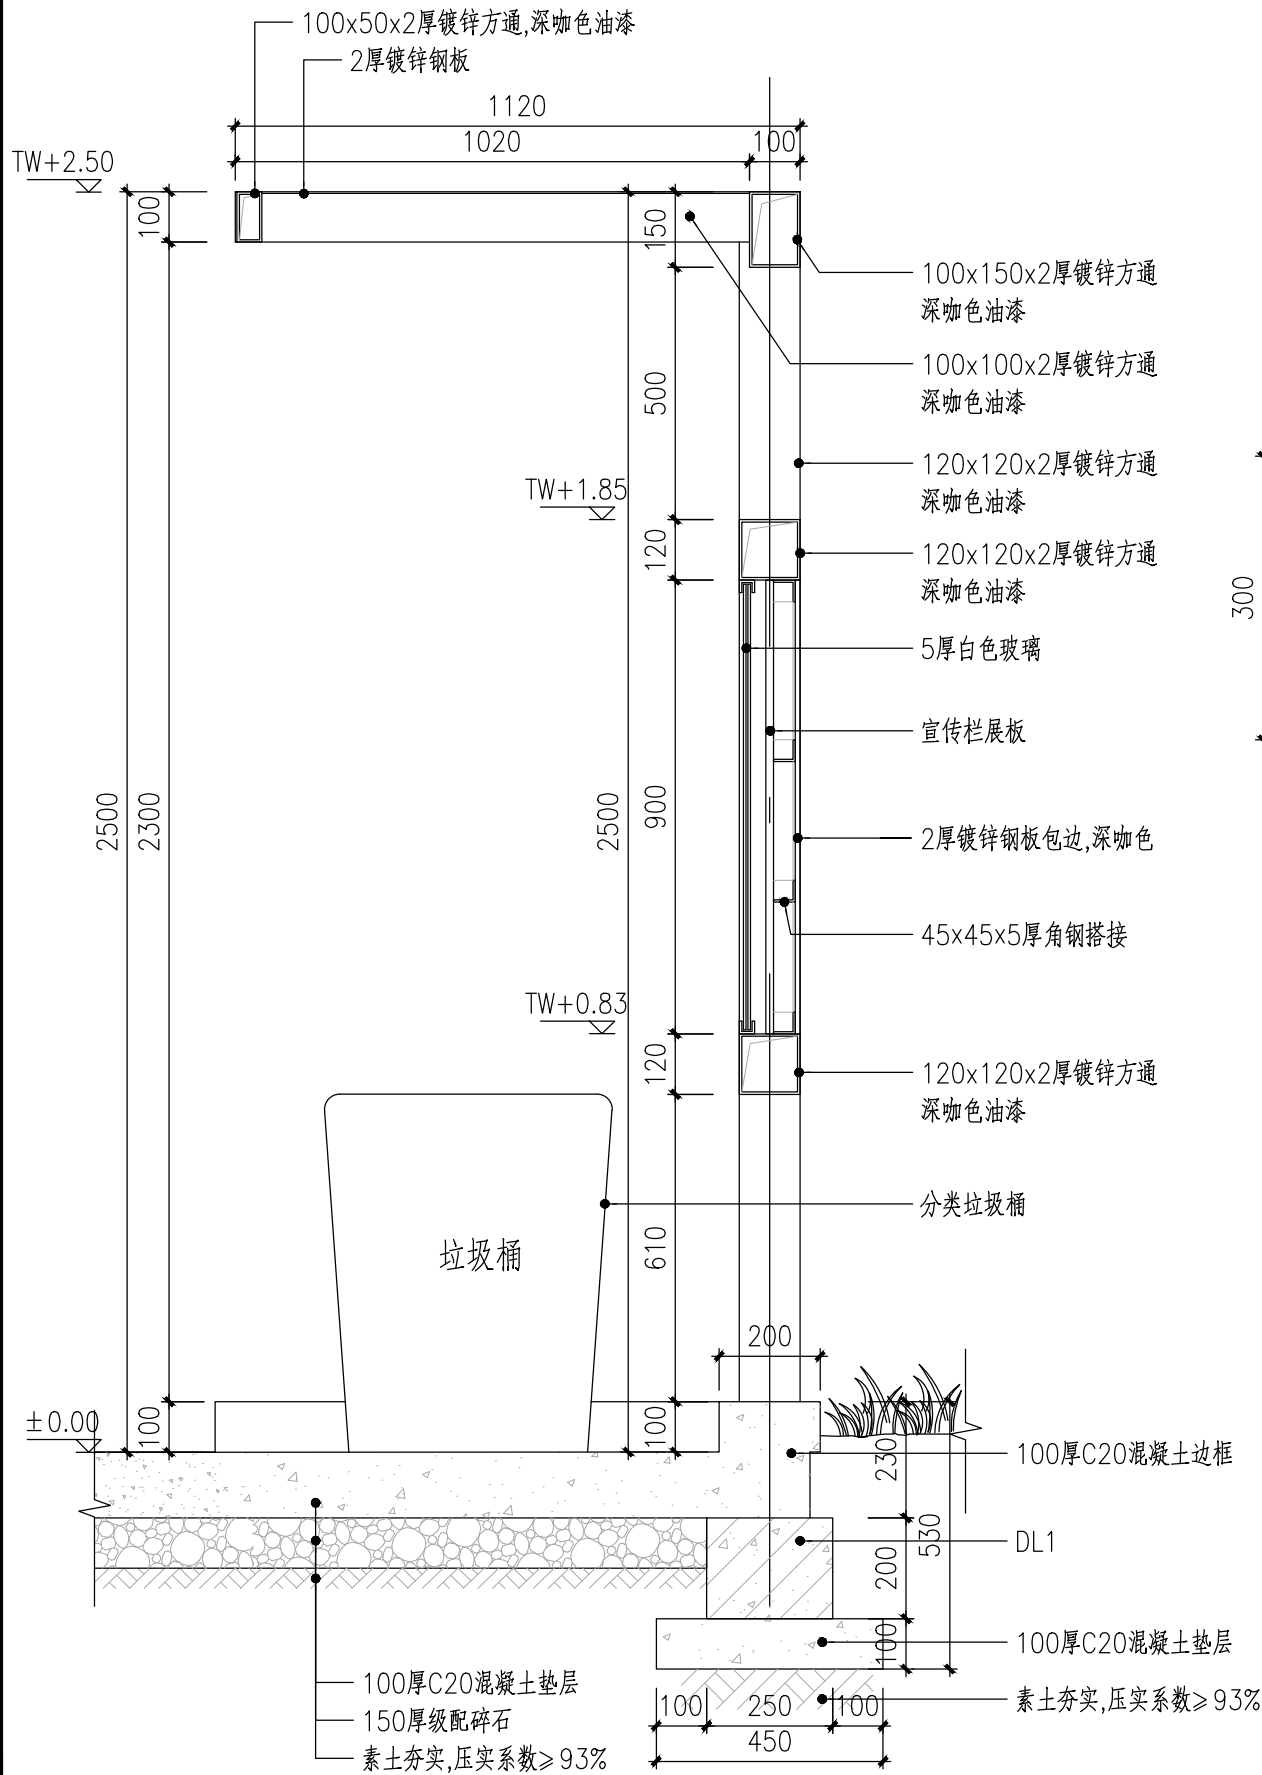 100x50x2厚镀锌方通,深咖色油漆
2厚镀锌钢板
1120
1020
100
TW+2.50
100
150
100x150x2厚镀锌方通
深咖色油漆
100x100x2厚镀锌方通
深咖色油漆
500
120x120x2厚镀锌方通
深咖色油漆
TW+1.85
120
120x120x2厚镀锌方通
深咖色油漆
300
5厚白色玻璃
宣传栏展板
2500
2300
2500
900
2厚镀锌钢板包边,深咖色
45x45x5厚角钢搭接
TW+0.83
120
120x120x2厚镀锌方通
深咖色油漆
分类垃圾桶
垃圾桶
610
200
±0.00
100
100
230
100厚C20混凝土边框
530
DL1
200
100
100厚C20混凝土垫层
100厚C20混凝土垫层
150厚级配碎石
素土夯实,压实系数≥93%
素土夯实,压实系数≥93%
100
250
100
450